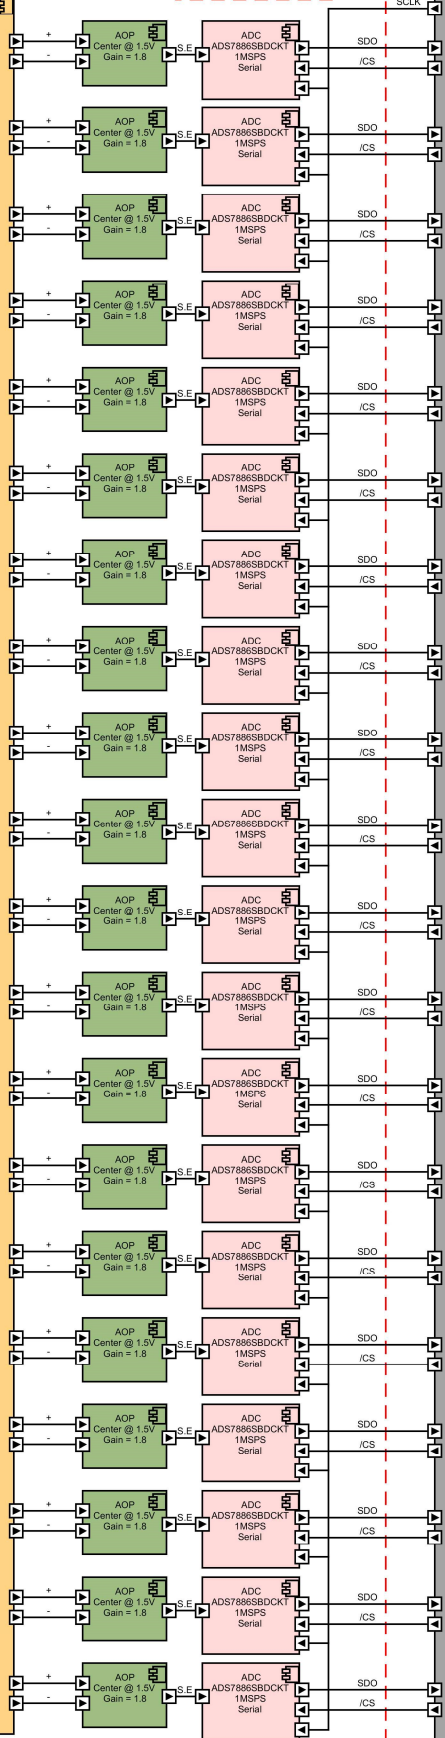 SCLK
+
-
AOP
Center @ 1.5V
Gain = 1.8
S.E
ADC
ADS7886SBDCKT
1MSPS
Serial
SDO
/CS
+
-
AOP
Center @ 1.5V
Gain = 1.8
S.E
ADC
ADS7886SBDCKT
1MSPS
Serial
SDO
/CS
+
-
AOP
Center @ 1.5V
Gain = 1.8
S.E
ADC
ADS7886SBDCKT
1MSPS
Serial
SDO
/CS
+
-
AOP
Center @ 1.5V
Gain = 1.8
S.E
ADC
ADS7886SBDCKT
1MSPS
Serial
SDO
/CS
+
-
AOP
Center @ 1.5V
Gain = 1.8
S.E
ADC
ADS7886SBDCKT
1MSPS
Serial
SDO
/CS
+
-
AOP
Center @ 1.5V
Gain = 1.8
S.E
ADC
ADS7886SBDCKT
1MSPS
Serial
SDO
/CS
+
-
AOP
Center @ 1.5V
Gain = 1.8
S.E
ADC
ADS7886SBDCKT
1MSPS
Serial
SDO
/CS
+
-
AOP
Center @ 1.5V
Gain = 1.8
S.E
ADC
ADS7886SBDCKT
1MSPS
Serial
SDO
/CS
+
-
AOP
Center @ 1.5V
Gain = 1.8
S.E
ADC
ADS7886SBDCKT
1MSPS
Serial
SDO
/CS
+
-
AOP
Center @ 1.5V
Gain = 1.8
S.E
ADC
ADS7886SBDCKT
1MSPS
Serial
SDO
/CS
+
-
AOP
Center @ 1.5V
Gain = 1.8
S.E
ADC
ADS7886SBDCKT
1MSPS
Serial
SDO
/CS
+
-
AOP
Center @ 1.5V
Gain = 1.8
S.E
ADC
ADS7886SBDCKT
1MSPS
Serial
SDO
/CS
+
-
AOP
Center @ 1.5V
Gain = 1.8
S.E
ADC
ADS7886SBDCKT
1MSPS
Serial
SDO
/CS
+
-
AOP
Center @ 1.5V
Gain = 1.8
S.E
ADC
ADS7886SBDCKT
1MSPS
Serial
SDO
/CS
+
-
AOP
Center @ 1.5V
Gain = 1.8
S.E
ADC
ADS7886SBDCKT
1MSPS
Serial
SDO
/CS
+
-
AOP
Center @ 1.5V
Gain = 1.8
S.E
ADC
ADS7886SBDCKT
1MSPS
Serial
SDO
/CS
+
-
AOP
Center @ 1.5V
Gain = 1.8
S.E
ADC
ADS7886SBDCKT
1MSPS
Serial
SDO
/CS
+
-
AOP
Center @ 1.5V
Gain = 1.8
S.E
ADC
ADS7886SBDCKT
1MSPS
Serial
SDO
/CS
+
-
AOP
Center @ 1.5V
Gain = 1.8
S.E
ADC
ADS7886SBDCKT
1MSPS
Serial
SDO
/CS
+
-
AOP
Center @ 1.5V
Gain = 1.8
S.E
ADC
ADS7886SBDCKT
1MSPS
Serial
SDO
/CS